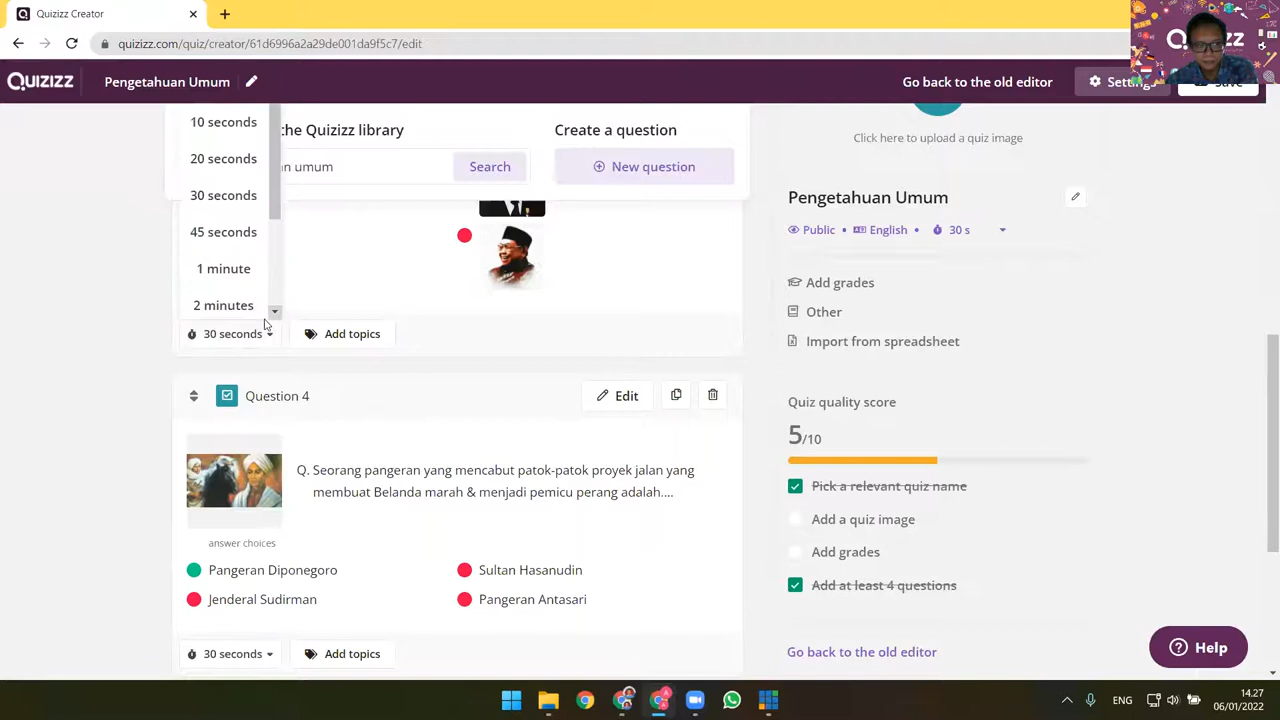 Quizizz Creator
quizizz.com/quiz/creator/61d6996a2a29de001da9f5c7/edit
QUIZIZZ
Pengetahuan Umum
Go back to the old editor
Settings
Save
10 seconds
20 seconds
30 seconds
45 seconds
1 minute
2 minutes
the Quizizz library
Search
Create a question
New question
30 seconds
Add topics
Question 4
Edit
Q. Seorang pangeran yang mencabut patok-patok proyek jalan yang
membuat Belanda marah & menjadi pemicu perang adalah....
answer choices
Pangeran Diponegoro
Sultan Hasanudin
Jenderal Sudirman
Pangeran Antasari
30 seconds
Add topics
Click here to upload a quiz image
Pengetahuan Umum
Public
English
30 s
Add grades
Other
Import from spreadsheet
Quiz quality score
5/10
Pick a relevant quiz name
Add a quiz image
Add grades
Add at least 4 questions
Go back to the old editor
Help
ENG
14.27
06/01/2022